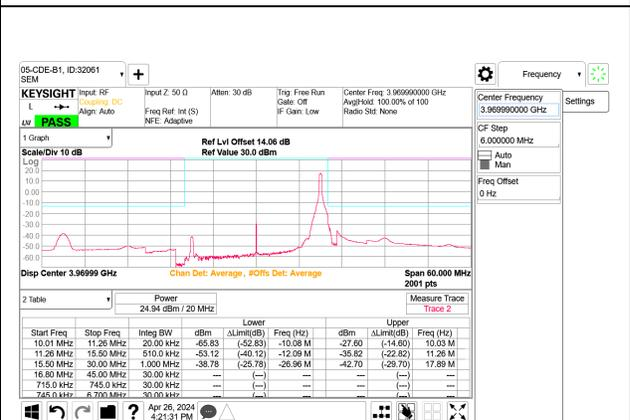 05-CDE-B1, ID:32061
SEM
Frequency
KEYSIGHT Input: RF Input Z: 50 Ω Atten: 30 dB Trig: Free Run Center Freq: 3.969990000 GHz
L Coupling: DC Gate: Off Avg|Hold: 100.00% of 100
Align: Auto Freq Ref: Int (S) IF Gain: Low Radio Std: None
NFE: Adaptive
LXI PASS
Center Frequency
3.969990000 GHz
Settings
CF Step
6.000000 MHz
Auto
Man
Freq Offset
0 Hz
1 Graph
Ref Lvl Offset 14.06 dB
Scale/Div 10 dB Ref Value 30.0 dBm
Log
20.0
10.0
0.00
-10.0
-20.0
-30.0
-40.0
-50.0
-60.0
Disp Center 3.96999 GHz Chan Det: Average , #Offs Det: Average Span 60.000 MHz
2001 pts
2 Table Power Measure Trace
24.94 dBm / 20 MHz Trace 2
Lower Upper
Start Freq Stop Freq Integ BW dBm ΔLimit(dB) Freq (Hz) dBm ΔLimit(dB) Freq (Hz)
10.01 MHz 11.26 MHz 20.00 kHz -65.83 (-52.83) -10.08 M -27.60 (-14.60) 10.03 M
11.26 MHz 15.50 MHz 510.0 kHz -53.12 (-40.12) -12.09 M -35.82 (-22.82) 11.26 M
15.50 MHz 30.00 MHz 1.000 MHz -38.78 (-25.78) -26.96 M -42.70 (-29.70) 17.89 M
16.80 MHz 45.00 MHz 30.00 kHz --- (---) --- --- (---) ---
715.0 kHz 745.0 kHz 30.00 kHz --- (---) --- --- (---) ---
745.0 kHz 6.700 MHz 30.00 kHz --- (---) --- --- (---) ---
Apr 26, 2024
4:21:31 PM